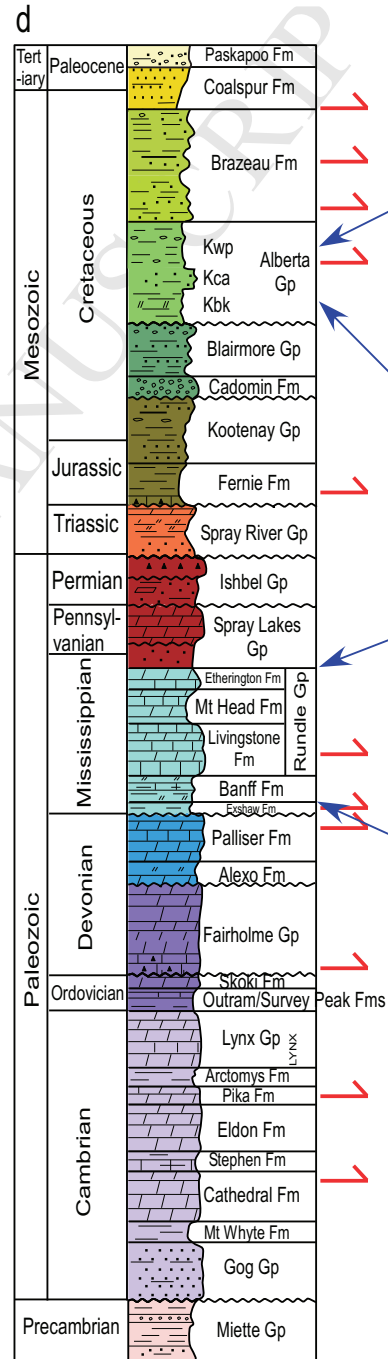 d
Tert
-iary
Paleocene
Paskapoo Fm
Coalspur Fm
Mesozoic
Cretaceous
Brazeau Fm
Kwp
Kca
Kbk
Alberta
Gp
Blairmore Gp
Cadomin Fm
Kootenay Gp
Jurassic
Fernie Fm
Triassic
Spray River Gp
Paleozoic
Permian
Ishbel Gp
Pennsyl-
vanian
Spray Lakes
Gp
Mississippian
Etherington Fm
Mt Head Fm
Livingstone
Fm
Rundle Gp
Banff Fm
Exshaw Fm
Devonian
Palliser Fm
Alexo Fm
Fairholme Gp
Ordovician
Skoki Fm
Outram/Survey Peak Fms
Cambrian
Lynx Gp
LYNX
Arctomys Fm
Pika Fm
Eldon Fm
Stephen Fm
Cathedral Fm
Mt Whyte Fm
Gog Gp
Precambrian
Miette Gp
NUSCRIP